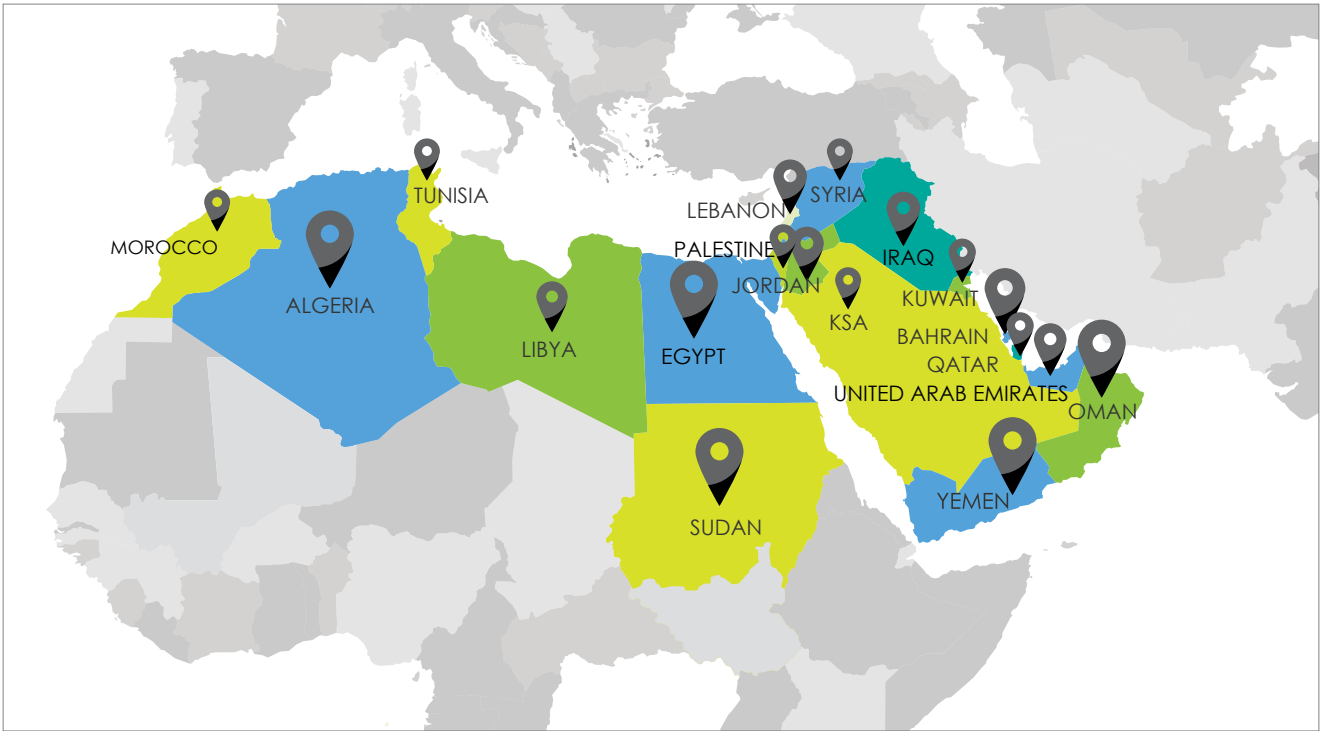 TUNISIA
SYRIA
LEBANON
MOROCCO
PALESTINE
IRAQ
JORDAN
ALGERIA
KUWAIT
KSA
BAHRAIN
LIBYA
EGYPT
QATAR
UNITED ARAB EMIRATES
OMAN
YEMEN
SUDAN